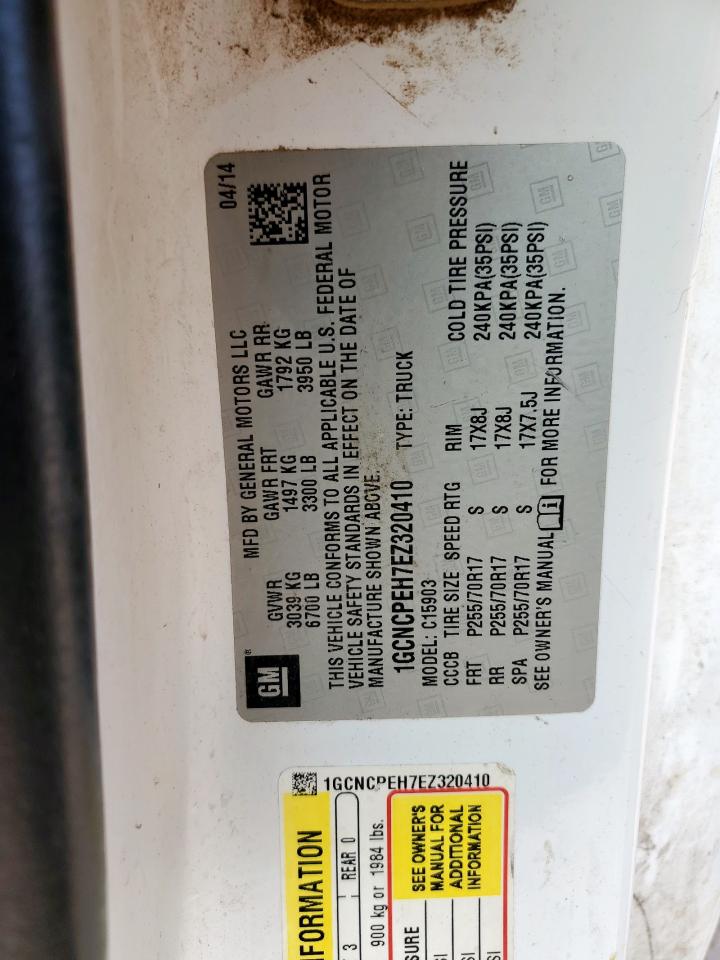 04/14
MFD BY GENERAL MOTORS LLC
GVWR GAWR FRT GAWR RR
3039 KG 1497 KG 1792 KG
6700 LB 3300 LB 3950 LB
THIS VEHICLE CONFORMS TO ALL APPLICABLE U.S. FEDERAL MOTOR
VEHICLE SAFETY STANDARDS IN EFFECT ON THE DATE OF
MANUFACTURE SHOWN ABOVE.
GM®
1GCNCPEH7EZ320410 TYPE: TRUCK
MODEL: C15903
CCCB TIRE SIZE SPEED RTG RIM COLD TIRE PRESSURE
FRT P255/70R17 S 17X8J 240KPA(35PSI)
RR P255/70R17 S 17X8J 240KPA(35PSI)
SPA P255/70R17 S 17X7.5J 240KPA(35PSI)
SEE OWNER'S MANUAL i FOR MORE INFORMATION.
1GCNCPEH7EZ320410
FORMATION
3 REAR 0
900 kg or 1984 lbs.
SURE
SEE OWNER'S
MANUAL FOR
ADDITIONAL
INFORMATION
SI
SI
SI